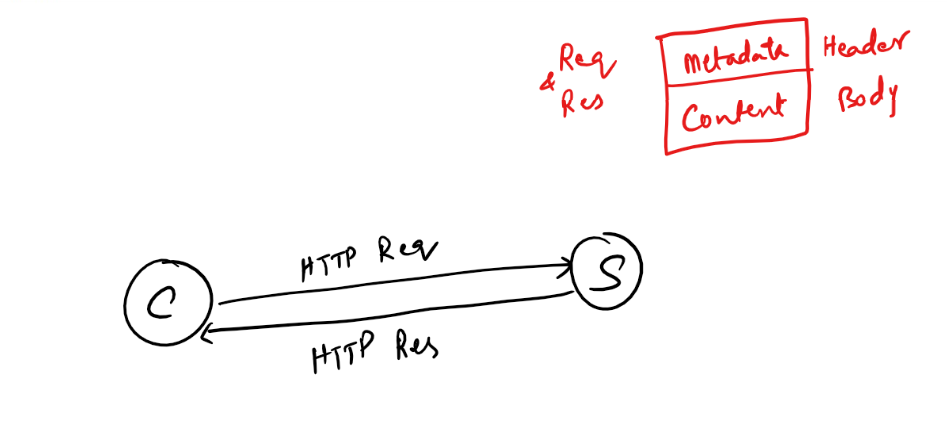 Req
&
Res
Metadata
Header
Content
Body
HTTP Req
C
S
HTTP Res